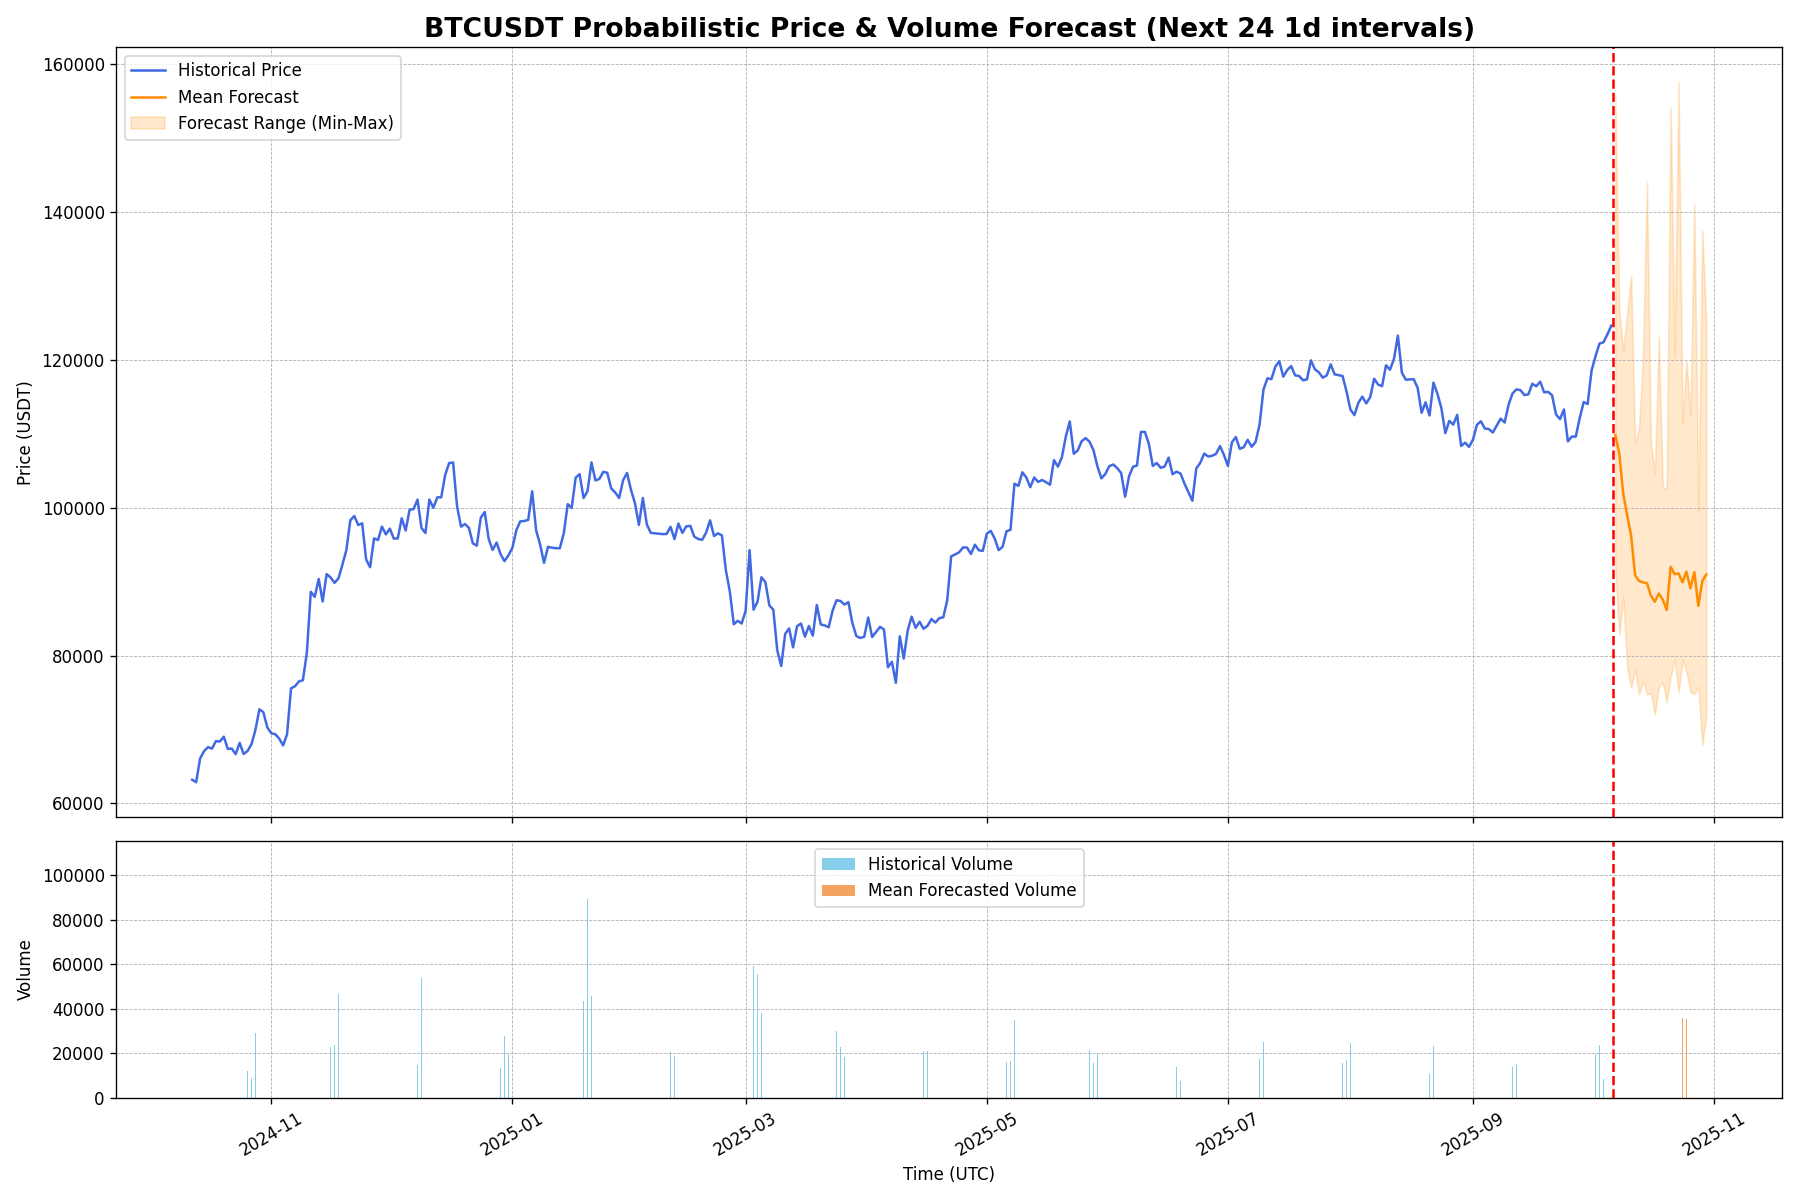 BTCUSDT Probabilistic Price & Volume Forecast (Next 24 1d intervals)
Historical Price
Mean Forecast
Forecast Range (Min-Max)
Price (USDT)
160000
140000
120000
100000
80000
60000
Historical Volume
Mean Forecasted Volume
Volume
100000
80000
60000
40000
20000
0
2024-11
2025-01
2025-03
2025-05
2025-07
2025-09
2025-11
Time (UTC)